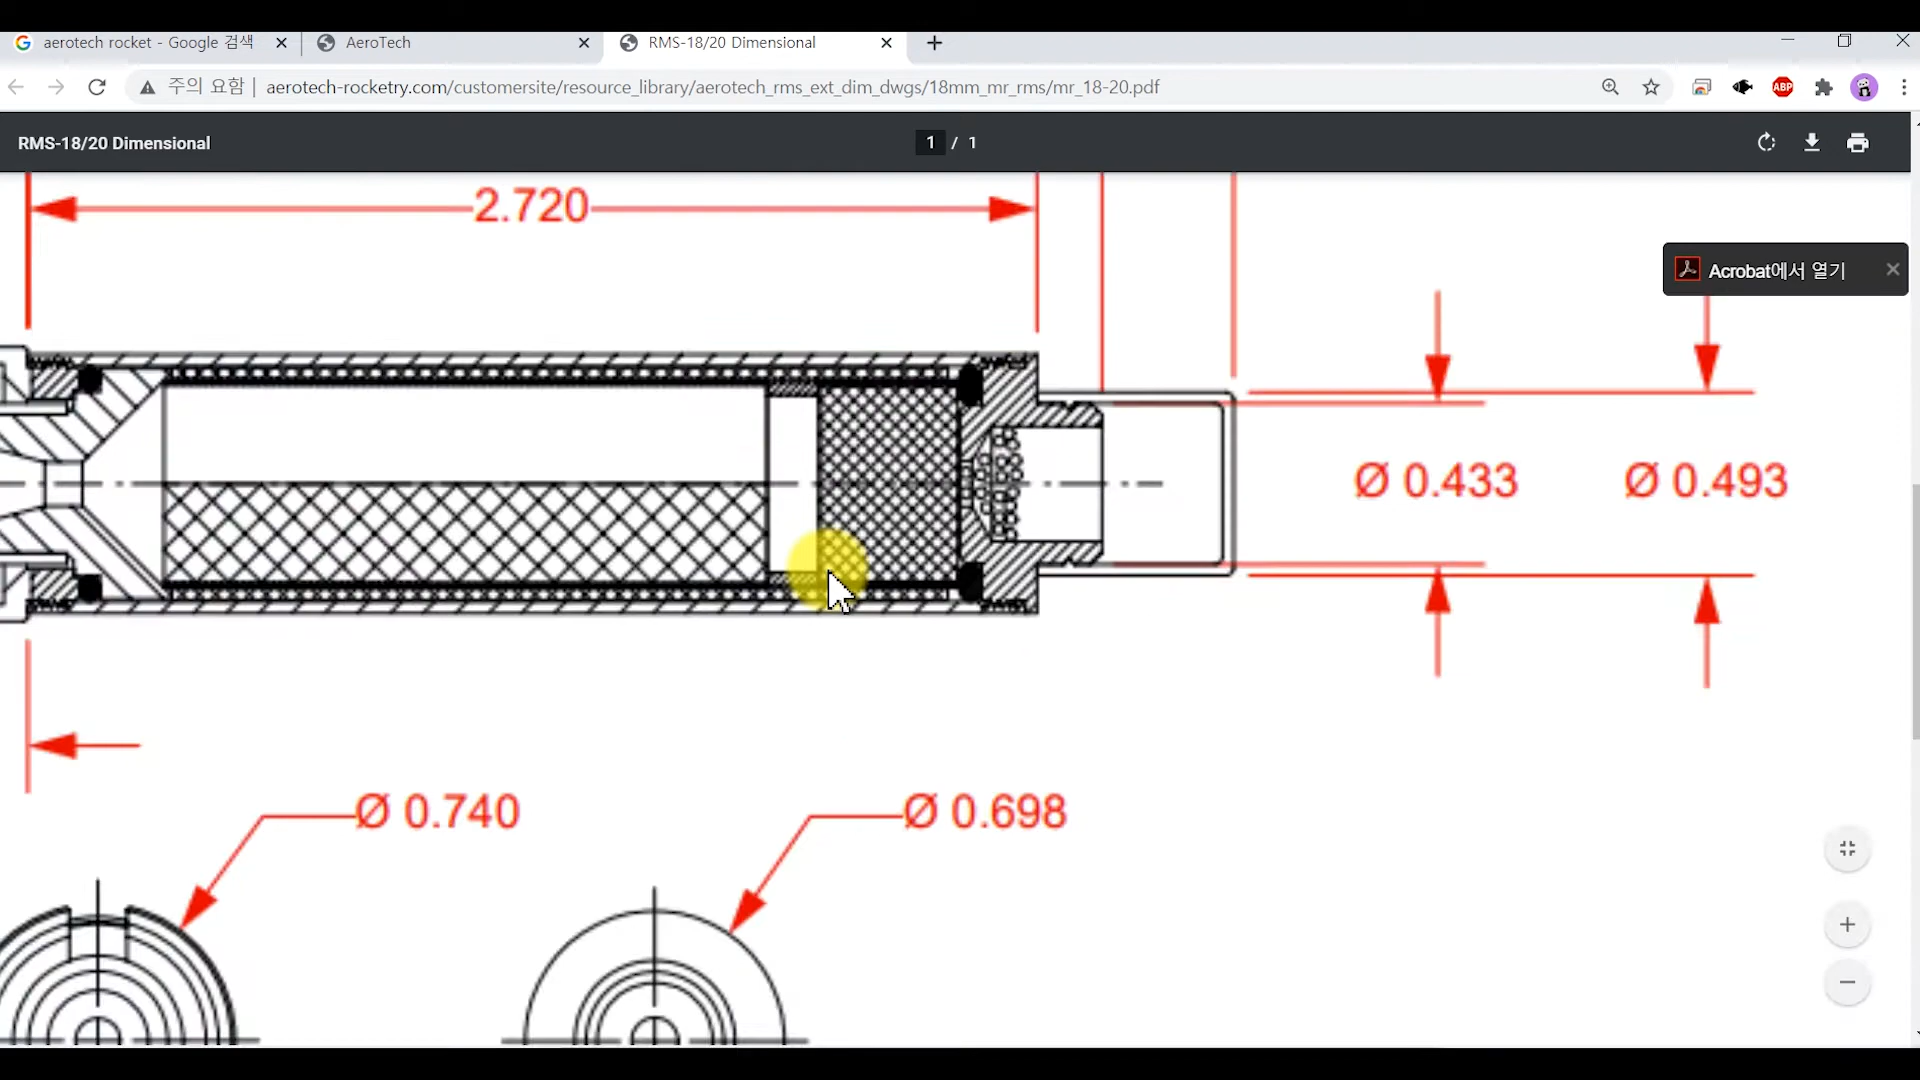 aerotech rocket - Google 검색
AeroTech
RMS-18/20 Dimensional
주의 요함
aerotech-rocketry.com/customersite/resource_library/aerotech_rms_ext_dim_dwgs/18mm_mr_rms/mr_18-20.pdf
ABP
RMS-18/20 Dimensional
1 / 1
2.720
Acrobat에서 열기
Ø 0.433
Ø 0.493
Ø 0.740
Ø 0.698